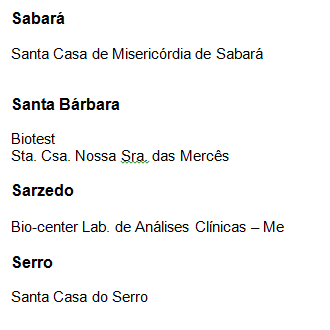 Sabará
Santa Casa de Misericórdia de Sabará
Santa Bárbara
Biotest
Sta. Csa. Nossa Sra. das Mercês
Sarzedo
Bio-center Lab. de Análises Clínicas – Me
Serro
Santa Casa do Serro